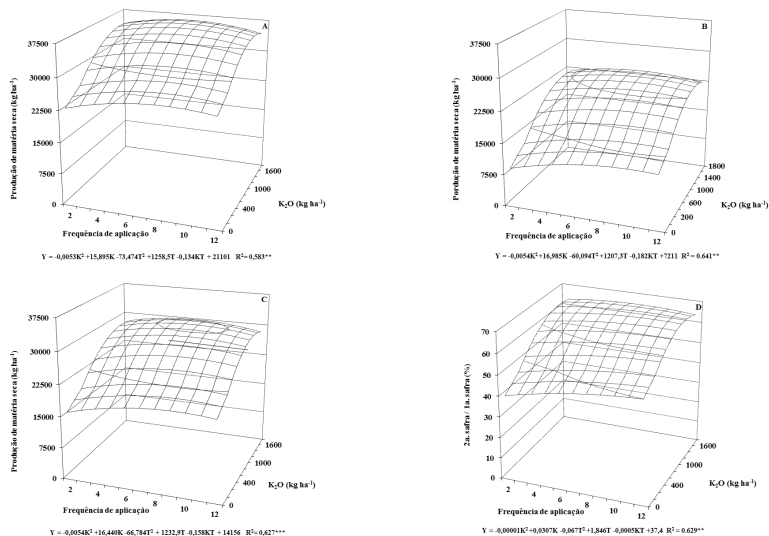 A
37500
30000
22500
15000
7500
0
Produção de matéria seca (kg ha⁻¹)
2 4 6 8 10 12
Frequência de aplicação
0 400 1000 1600
K₂O (kg ha⁻¹)
Y = -0,0053K² +15,895K -73,474T² +1258,5T -0,134KT + 21101 R²= 0,583**
B
37500
30000
22500
15000
7500
0
Pordução de matéria seca (kg ha⁻¹)
2 4 6 8 10 12
Frequência de aplicação
0 200 600 1000 1400 1800
K₂O (kg ha⁻¹)
Y = -0,0054K² +16,985K -60,094T² +1207,3T -0,182KT +7211 R² = 0.641**
C
37500
30000
22500
15000
7500
0
Produção de matéria seca (kg ha⁻¹)
2 4 6 8 10 12
Frequência de aplicação
0 400 1000 1600
K₂O (kg ha⁻¹)
Y = -0,0054K² +16,440K -66,784T² + 1232,9T -0,158KT + 14156 R²= 0,627***
D
70
60
50
40
30
20
10
0
2a. safra / 1a. safra (%)
2 4 6 8 10 12
Frequência de aplicação
0 400 1000 1600
K₂O (kg ha⁻¹)
Y = -0,00001K² +0,0307K -0,067T² +1,846T -0,0005KT +37,4 R² = 0.629**